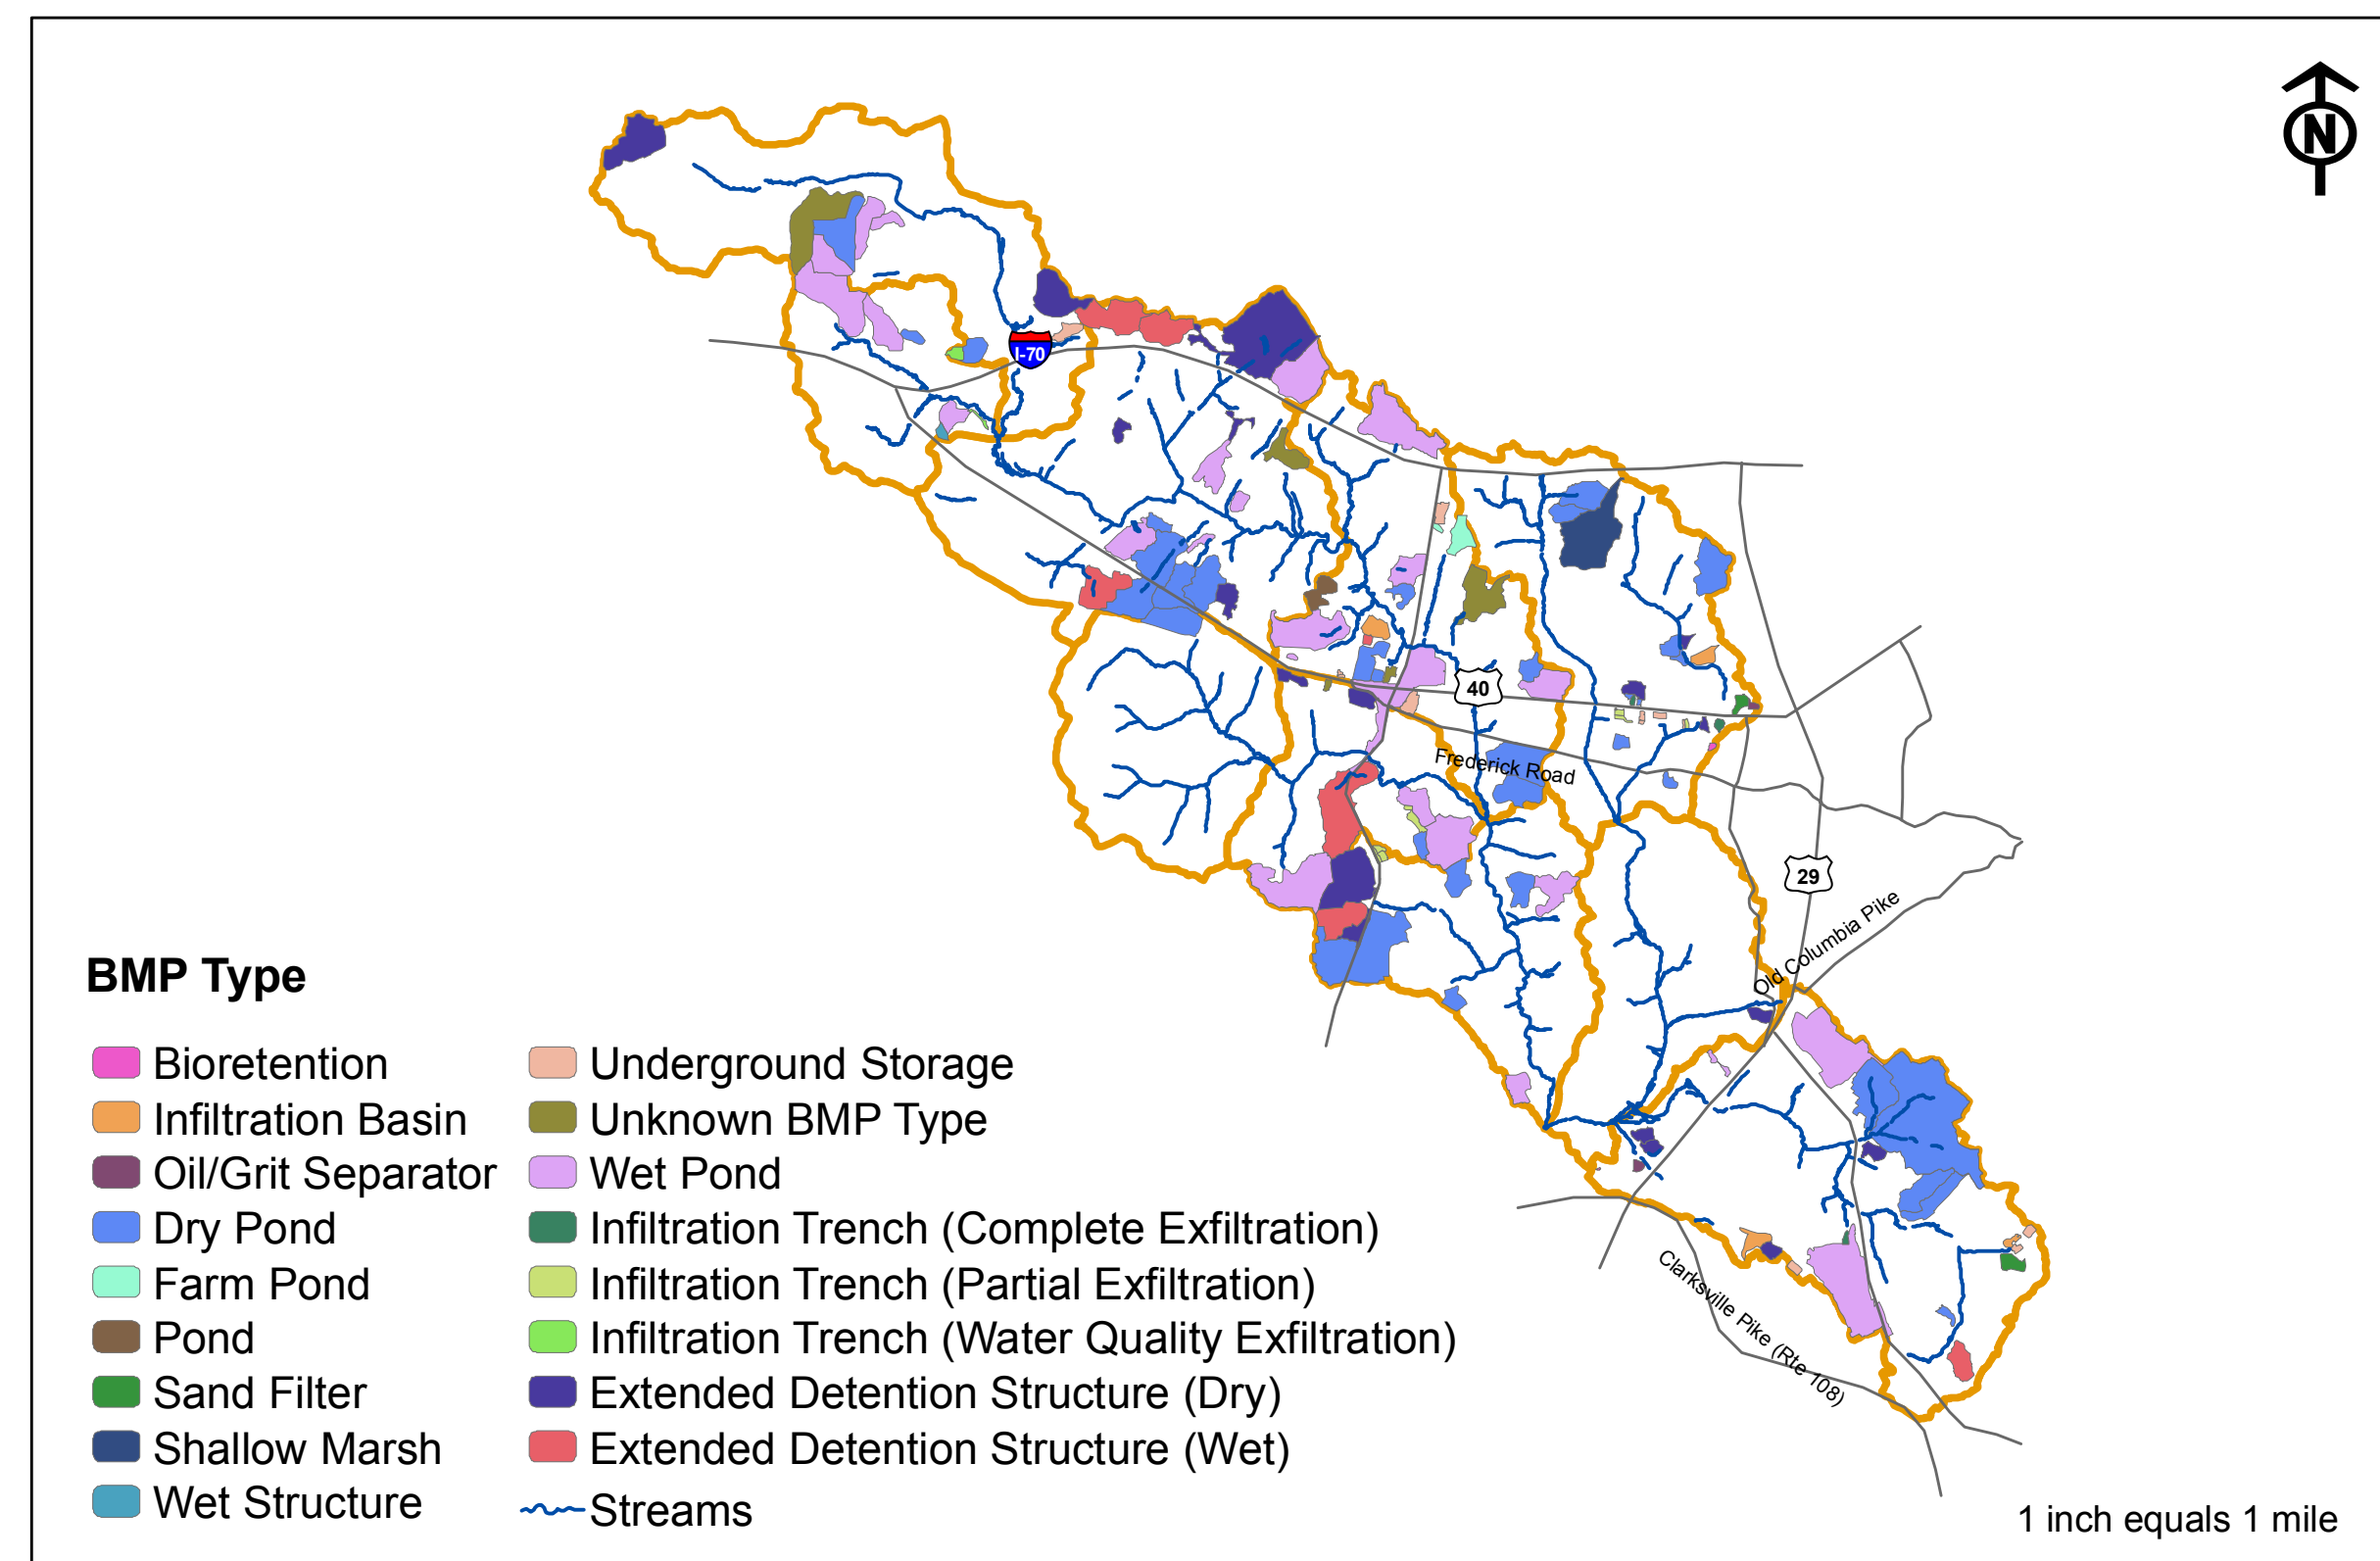 N
I-70
40
Frederick Road
29
Old Columbia Pike
Clarksville Pike (Rte 108)
BMP Type
Bioretention
Infiltration Basin
Oil/Grit Separator
Dry Pond
Farm Pond
Pond
Sand Filter
Shallow Marsh
Wet Structure
Underground Storage
Unknown BMP Type
Wet Pond
Infiltration Trench (Complete Exfiltration)
Infiltration Trench (Partial Exfiltration)
Infiltration Trench (Water Quality Exfiltration)
Extended Detention Structure (Dry)
Extended Detention Structure (Wet)
Streams
1 inch equals 1 mile